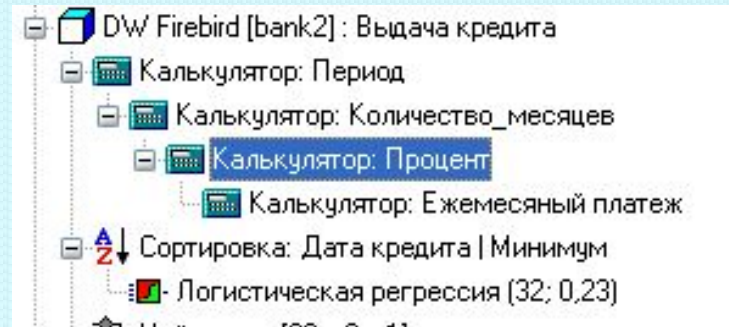 DW Firebird [bank2] : Выдача кредита
Калькулятор: Период
Калькулятор: Количество_месяцев
Калькулятор: Процент
Калькулятор: Ежемесяный платеж
Сортировка: Дата кредита | Минимум
Логистическая регрессия (32; 0,23)